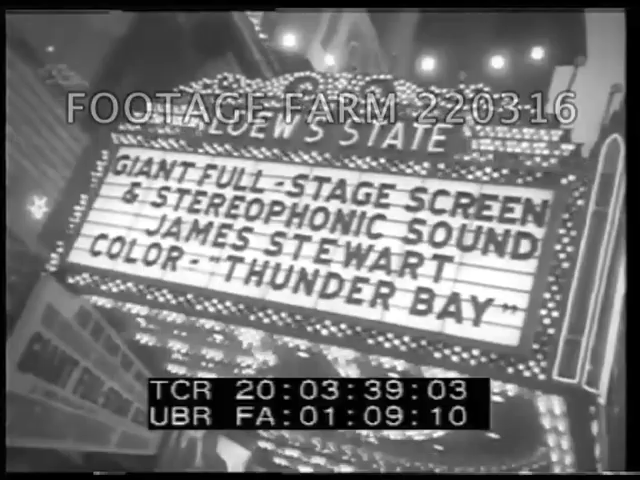 FOOTAGE FARM 220316
LOEW'S STATE
GIANT FULL-STAGE SCREEN
& STEREOPHONIC SOUND
JAMES STEWART
COLOR-"THUNDER BAY"
TCR 20:03:39:03
UBR FA:01:09:10